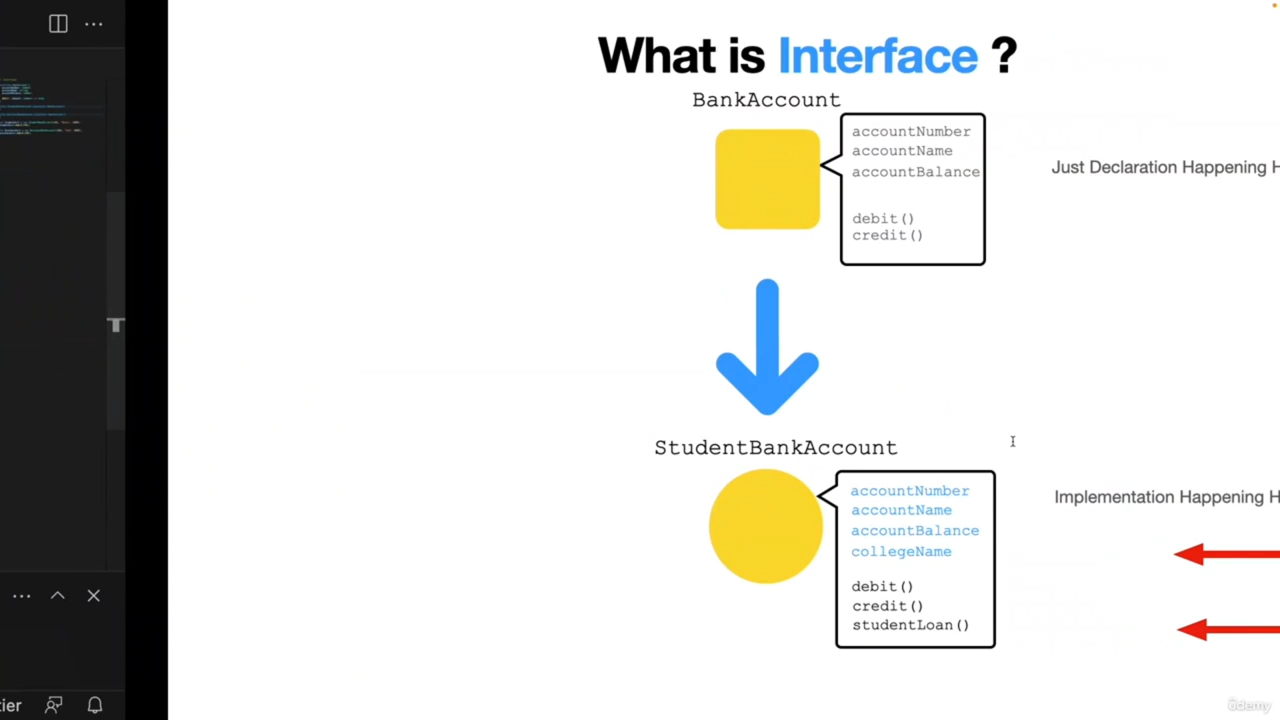 What is Interface ?
BankAccount
accountNumber
accountName
accountBalance
debit()
credit()
Just Declaration Happening H
StudentBankAccount
accountNumber
accountName
accountBalance
collegeName
debit()
credit()
studentLoan()
Implementation Happening H
tier
udemy